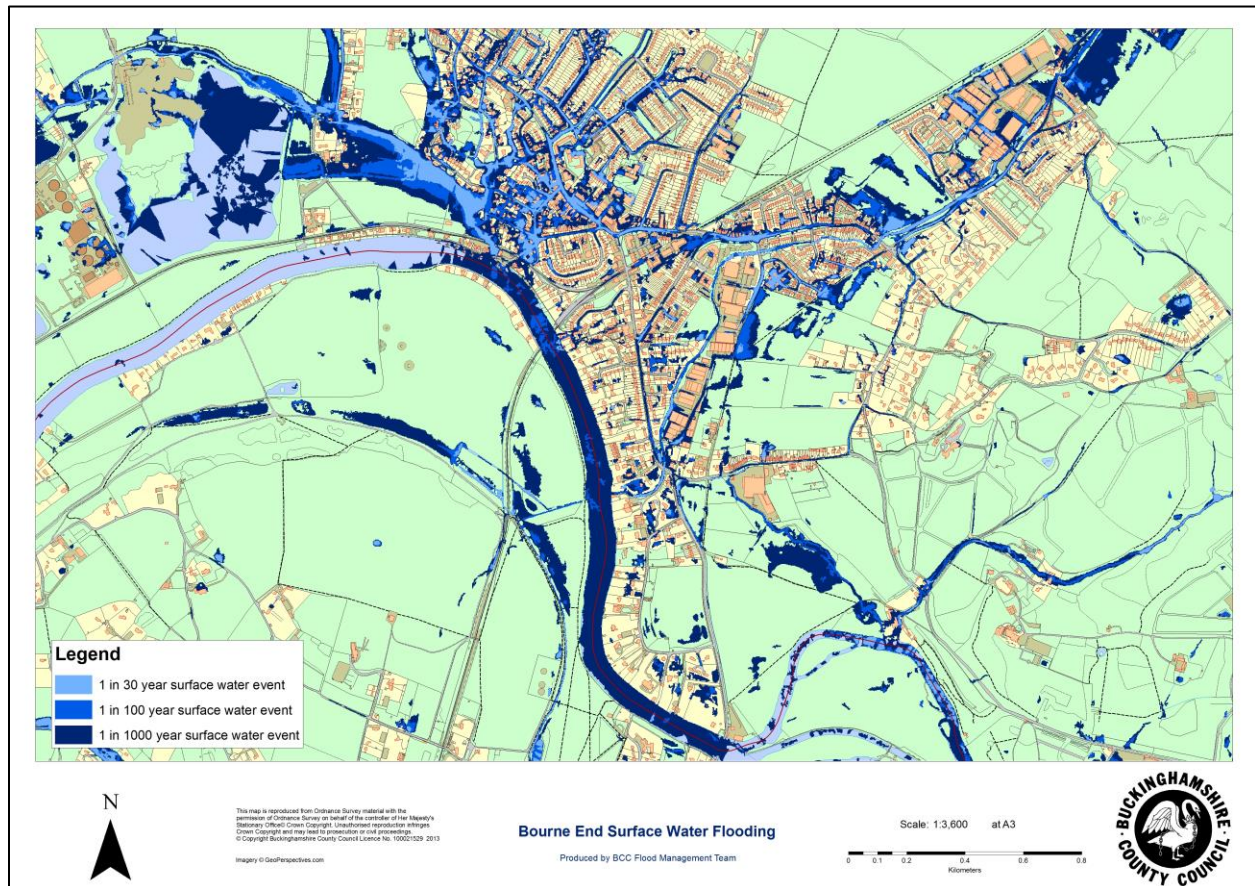 Legend
1 in 30 year surface water event
1 in 100 year surface water event
1 in 1000 year surface water event
N
This map is reproduced from Ordnance Survey material with the
permission of Ordnance Survey on behalf of the controller of Her Majesty's
Stationary Office© Crown Copyright. Unauthorised reproduction infringes
Crown Copyright and may lead to prosecution or civil proceedings.
© Copyright Buckinghamshire County Council Licence No. 100021529 2013
Imagery © GeoPerspectives.com
Bourne End Surface Water Flooding
Produced by BCC Flood Management Team
Scale: 1:3,600 at A3
0 0.1 0.2 0.4 0.6 0.8
Kilometers
BUCKINGHAMSHIRE
COUNTY COUNCIL